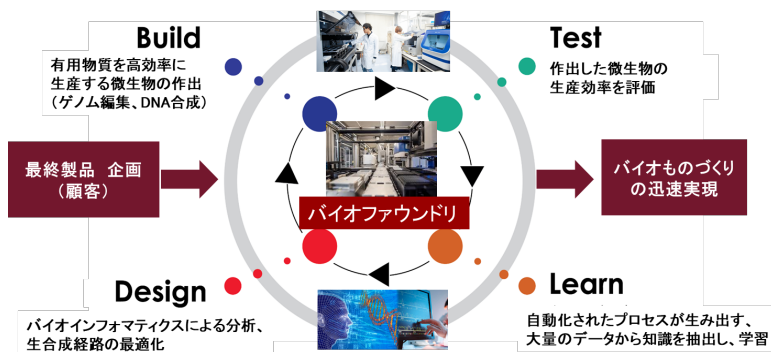 Build
有用物質を高効率に
生産する微生物の作出
（ゲノム編集、DNA合成）
Test
作出した微生物の
生産効率を評価
最終製品 企画
（顧客）
バイオファウンドリ
バイオものづくり
の迅速実現
Design
バイオインフォマティクスによる分析、
生合成経路の最適化
Learn
自動化されたプロセスが生み出す、
大量のデータから知識を抽出し、学習